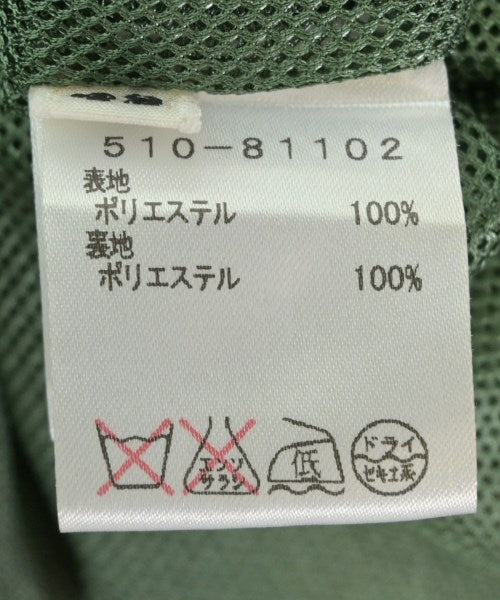 510-81102
表地
ポリエステル 100%
裏地
ポリエステル 100%
エンソ
サラシ
低
ドライ
セキユ系